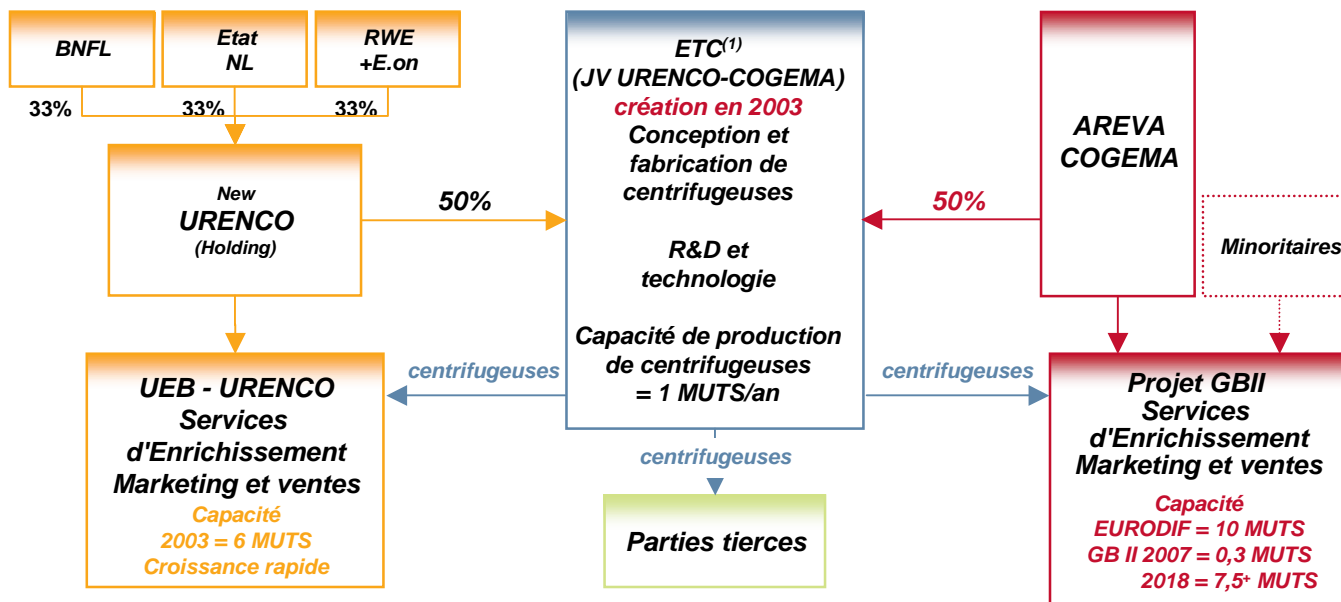 BNFL
Etat
NL
RWE
+E.on
33%
33%
33%
New
URENCO
(Holding)
50%
UEB - URENCO
Services
d'Enrichissement
Marketing et ventes
Capacité
2003 = 6 MUTS
Croissance rapide
ETC(1)
(JV URENCO-COGEMA)
création en 2003
Conception et
fabrication de
centrifugeuses
R&D et
technologie
Capacité de production
de centrifugeuses
= 1 MUTS/an
centrifugeuses
centrifugeuses
centrifugeuses
Parties tierces
50%
AREVA
COGEMA
Minoritaires
Projet GBII
Services
d'Enrichissement
Marketing et ventes
Capacité
EURODIF = 10 MUTS
GB II 2007 = 0,3 MUTS
2018 = 7,5+ MUTS